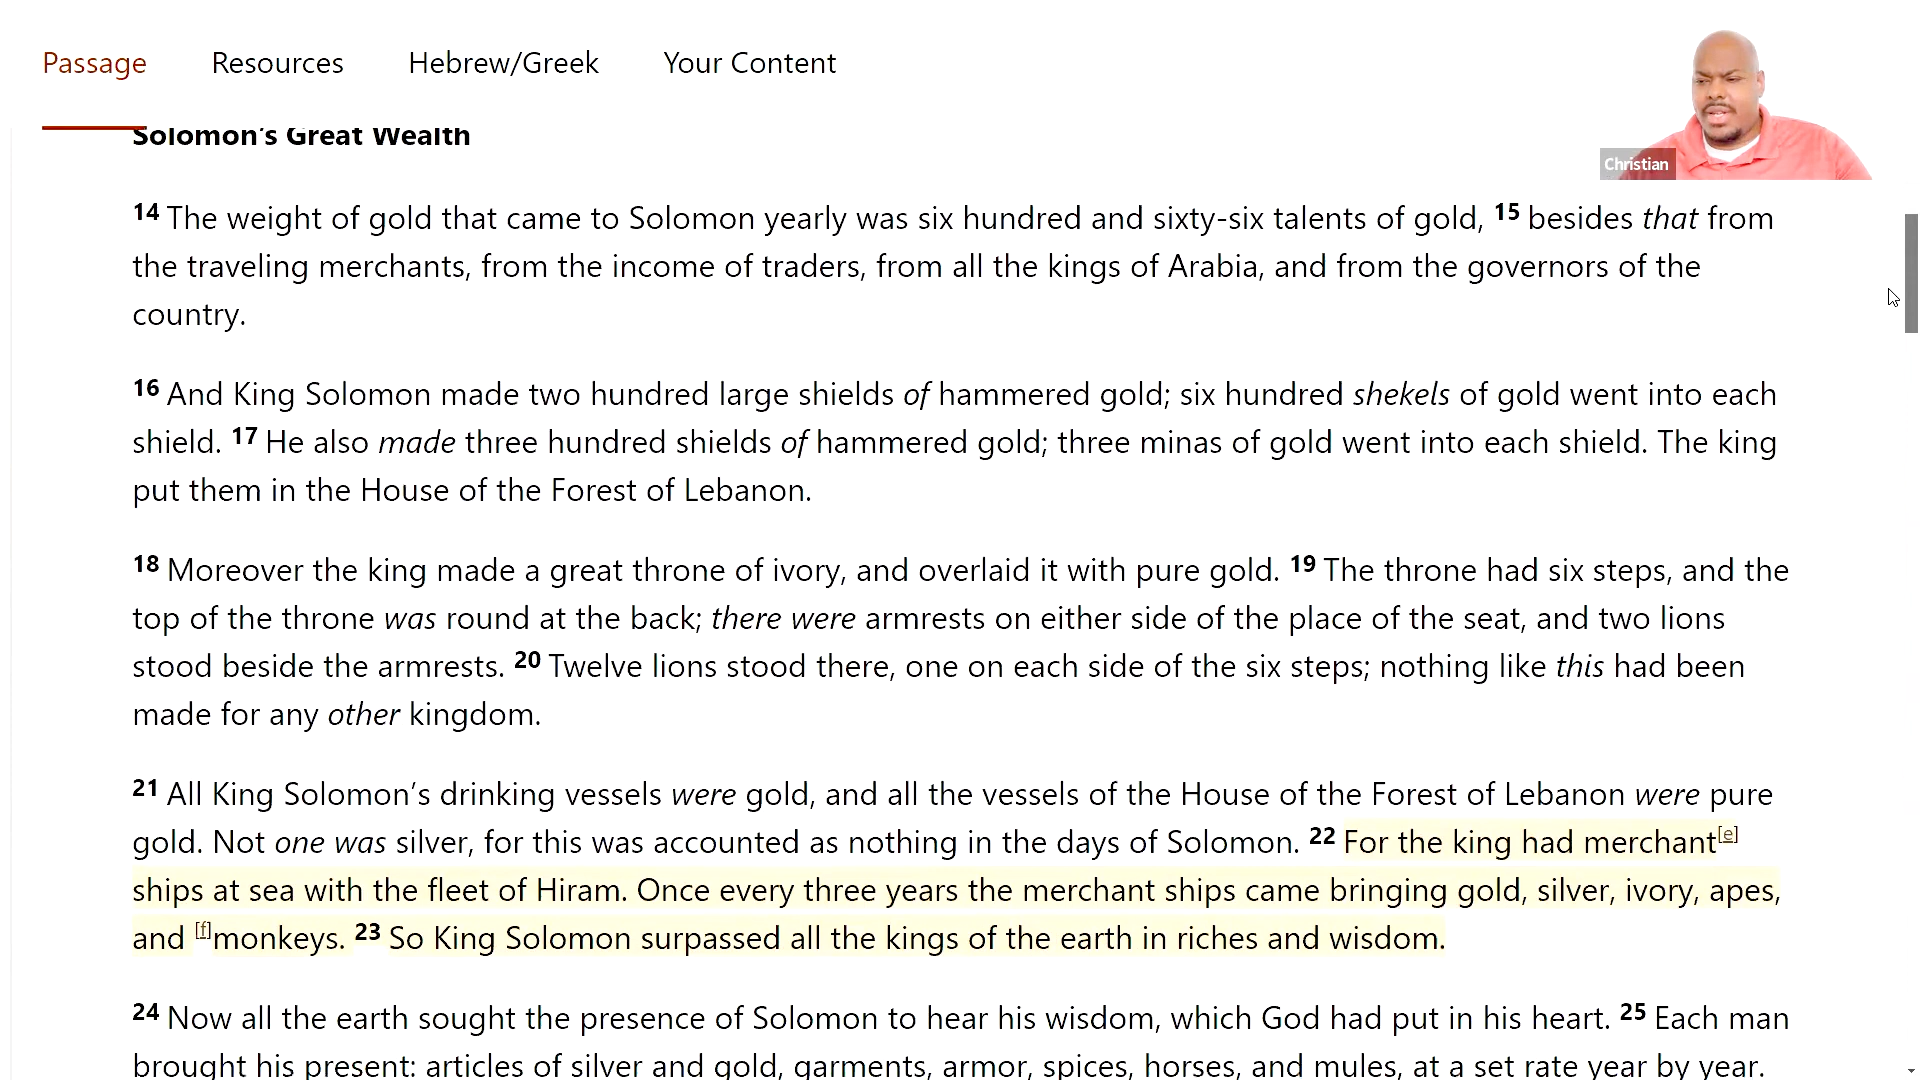 Passage Resources Hebrew/Greek Your Content
Christian
Solomon's Great Wealth
14 The weight of gold that came to Solomon yearly was six hundred and sixty-six talents of gold, 15 besides that from
the traveling merchants, from the income of traders, from all the kings of Arabia, and from the governors of the
country.
16 And King Solomon made two hundred large shields of hammered gold; six hundred shekels of gold went into each
shield. 17 He also made three hundred shields of hammered gold; three minas of gold went into each shield. The king
put them in the House of the Forest of Lebanon.
18 Moreover the king made a great throne of ivory, and overlaid it with pure gold. 19 The throne had six steps, and the
top of the throne was round at the back; there were armrests on either side of the place of the seat, and two lions
stood beside the armrests. 20 Twelve lions stood there, one on each side of the six steps; nothing like this had been
made for any other kingdom.
21 All King Solomon’s drinking vessels were gold, and all the vessels of the House of the Forest of Lebanon were pure
gold. Not one was silver, for this was accounted as nothing in the days of Solomon. 22 For the king had merchant[e]
ships at sea with the fleet of Hiram. Once every three years the merchant ships came bringing gold, silver, ivory, apes,
and [f]monkeys. 23 So King Solomon surpassed all the kings of the earth in riches and wisdom.
24 Now all the earth sought the presence of Solomon to hear his wisdom, which God had put in his heart. 25 Each man
brought his present: articles of silver and gold, garments, armor, spices, horses, and mules, at a set rate year by year.